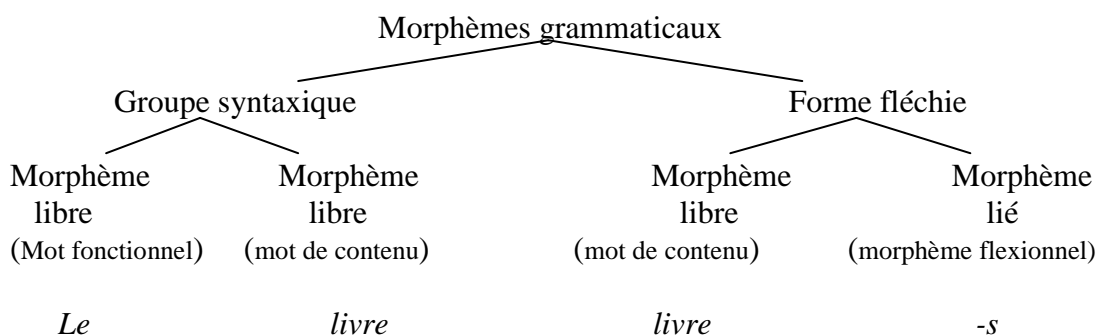 Morphèmes grammaticaux
Groupe syntaxique Forme fléchie
Morphème Morphème Morphème Morphème
libre libre libre lié
(Mot fonctionnel) (mot de contenu) (mot de contenu) (morphème flexionnel)
Le livre livre -s